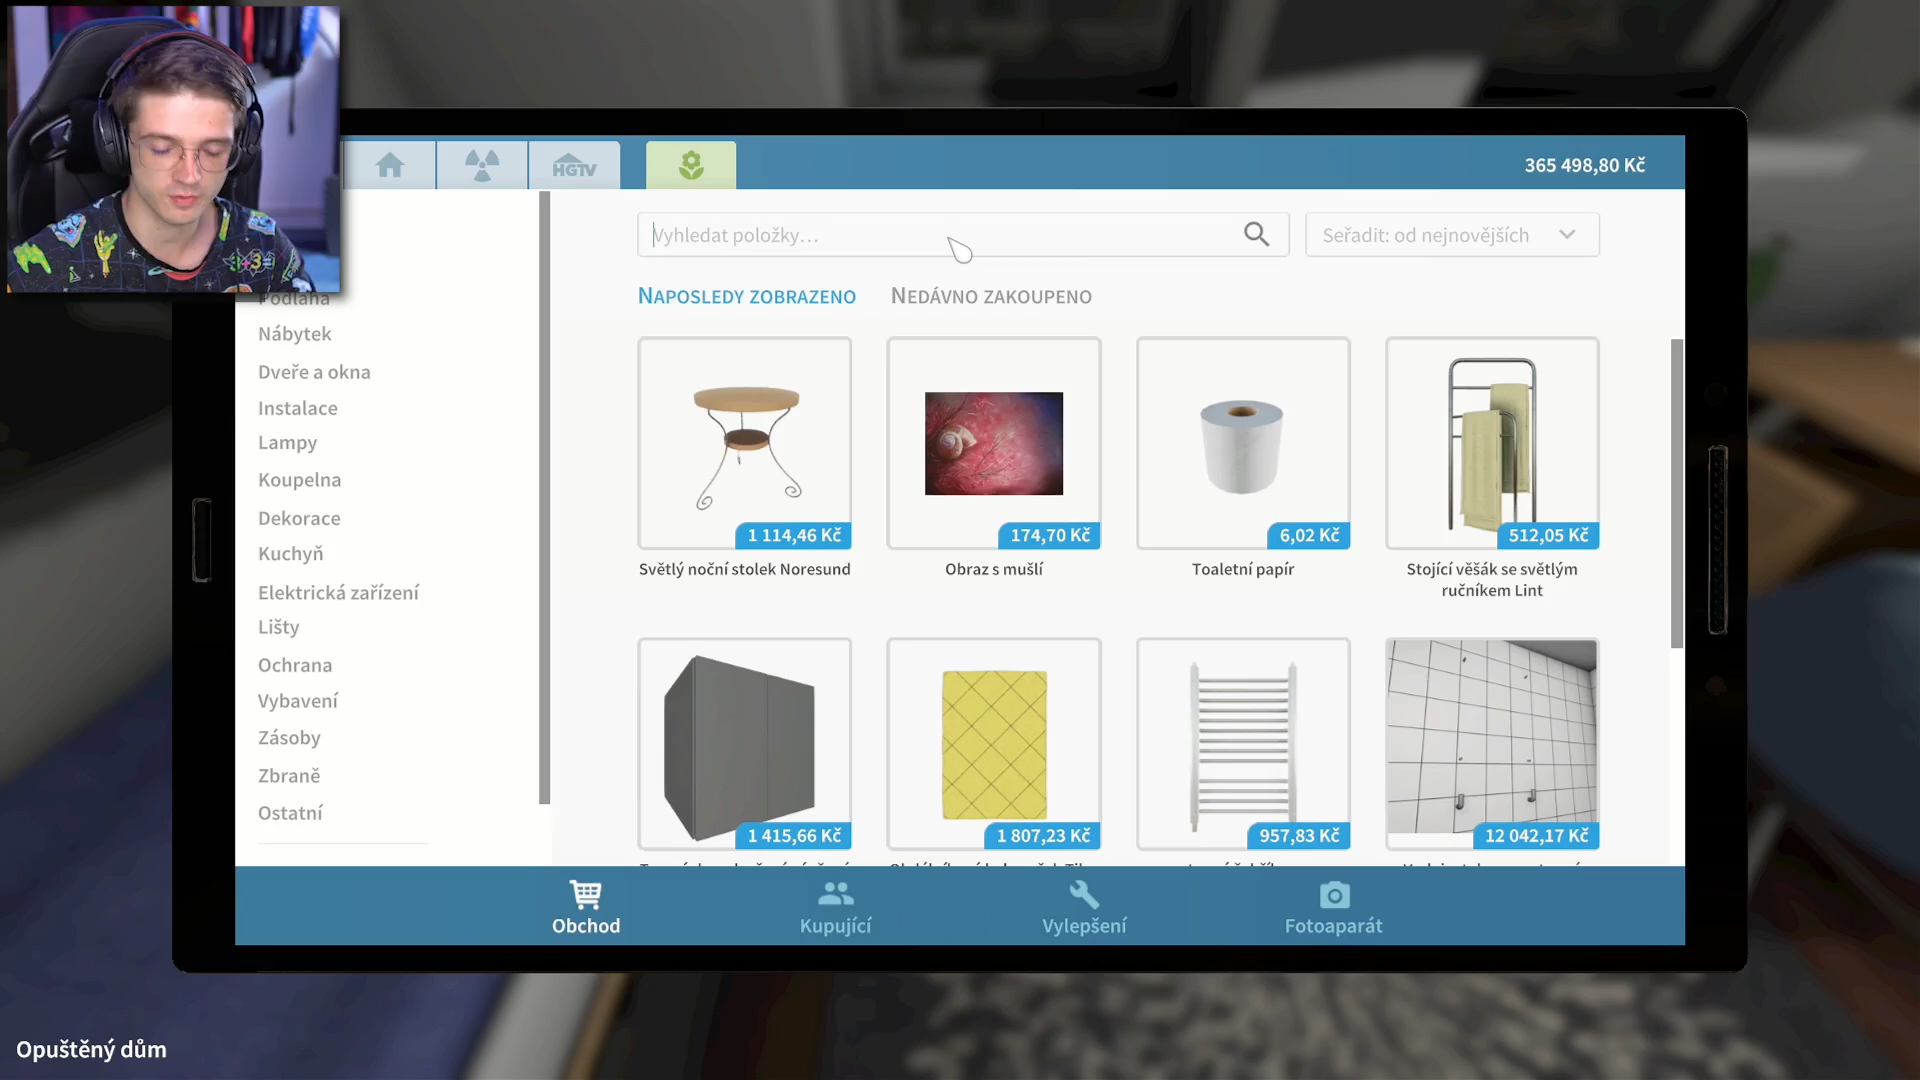 HGTV
365 498,80 Kč
Vyhledat položky...
Seřadit: od nejnovějších
NAPOSLEDY ZOBRAZENO
NEDÁVNO ZAKOUPENO
Podlaha
Nábytek
Dveře a okna
Instalace
Lampy
Koupelna
Dekorace
Kuchyň
Elektrická zařízení
Lišty
Ochrana
Vybavení
Zásoby
Zbraně
Ostatní
1 114,46 Kč
Světlý noční stolek Noresund
174,70 Kč
Obraz s mušlí
6,02 Kč
Toaletní papír
512,05 Kč
Stojící věšák se světlým
ručníkem Lint
1 415,66 Kč
1 807,23 Kč
957,83 Kč
12 042,17 Kč
Obchod
Kupující
Vylepšení
Fotoaparát
Opuštěný dům